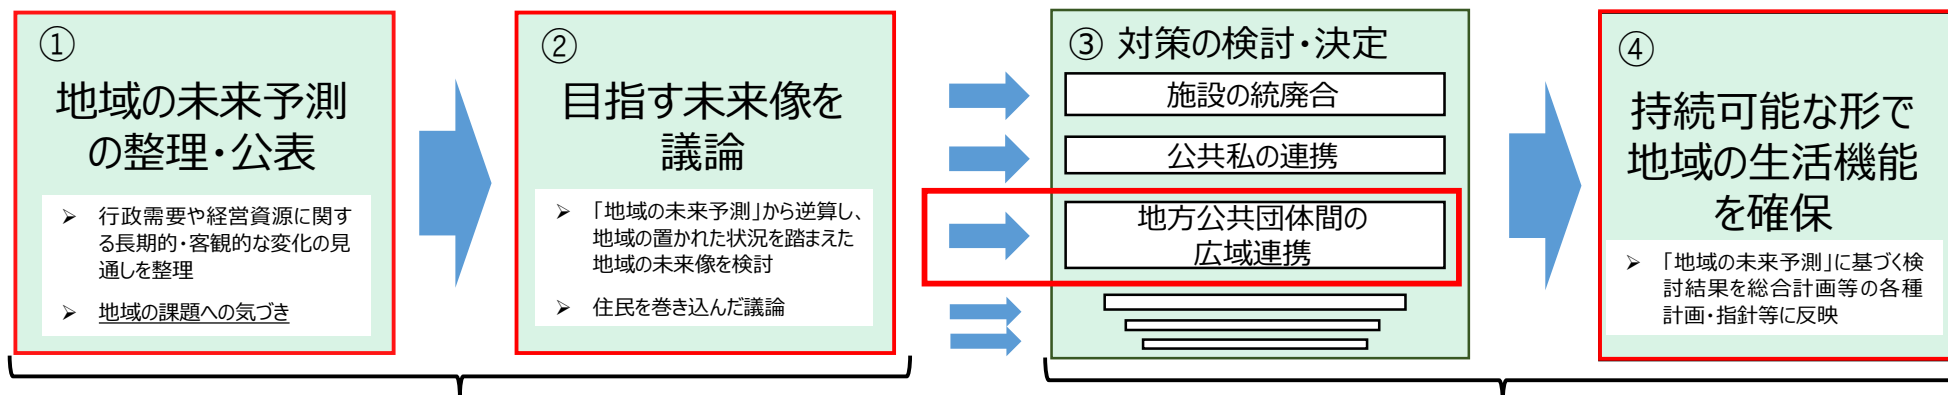 ①
地域の未来予測
の整理・公表
➢ 行政需要や経営資源に関す
る長期的・客観的な変化の見
通しを整理
➢ 地域の課題への気づき
②
目指す未来像を
議論
➢ 「地域の未来予測」から逆算し、
地域の置かれた状況を踏まえた
地域の未来像を検討
➢ 住民を巻き込んだ議論
③ 対策の検討・決定
施設の統廃合
公共私の連携
地方公共団体間の
広域連携
④
持続可能な形で
地域の生活機能
を確保
➢ 「地域の未来予測」に基づく検
討結果を総合計画等の各種
計画・指針等に反映